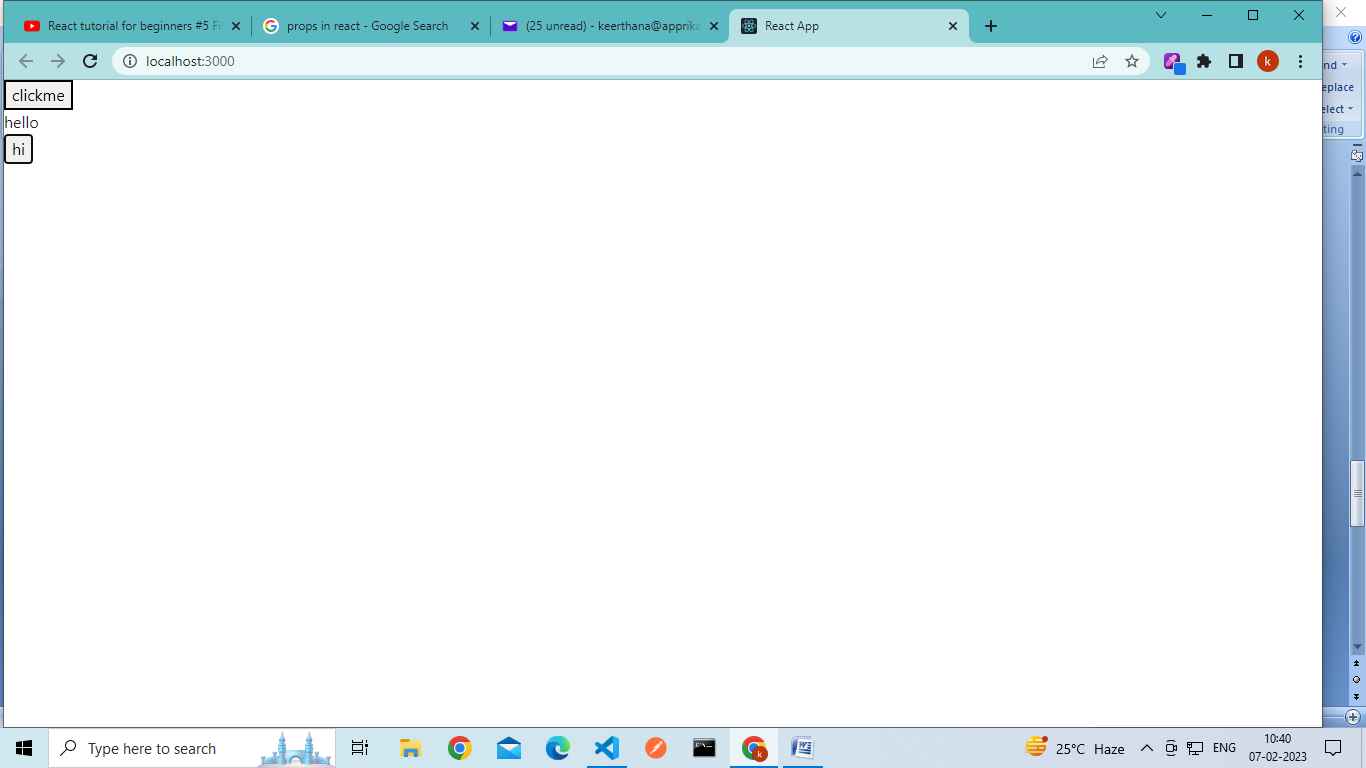 React tutorial for beginners #5 Fi
props in react - Google Search
(25 unread) - keerthana@apprika
React App
localhost:3000
k
clickme
hello
hi
nd
eplace
elect
ting
Type here to search
k
25°C Haze
ENG
10:40
07-02-2023